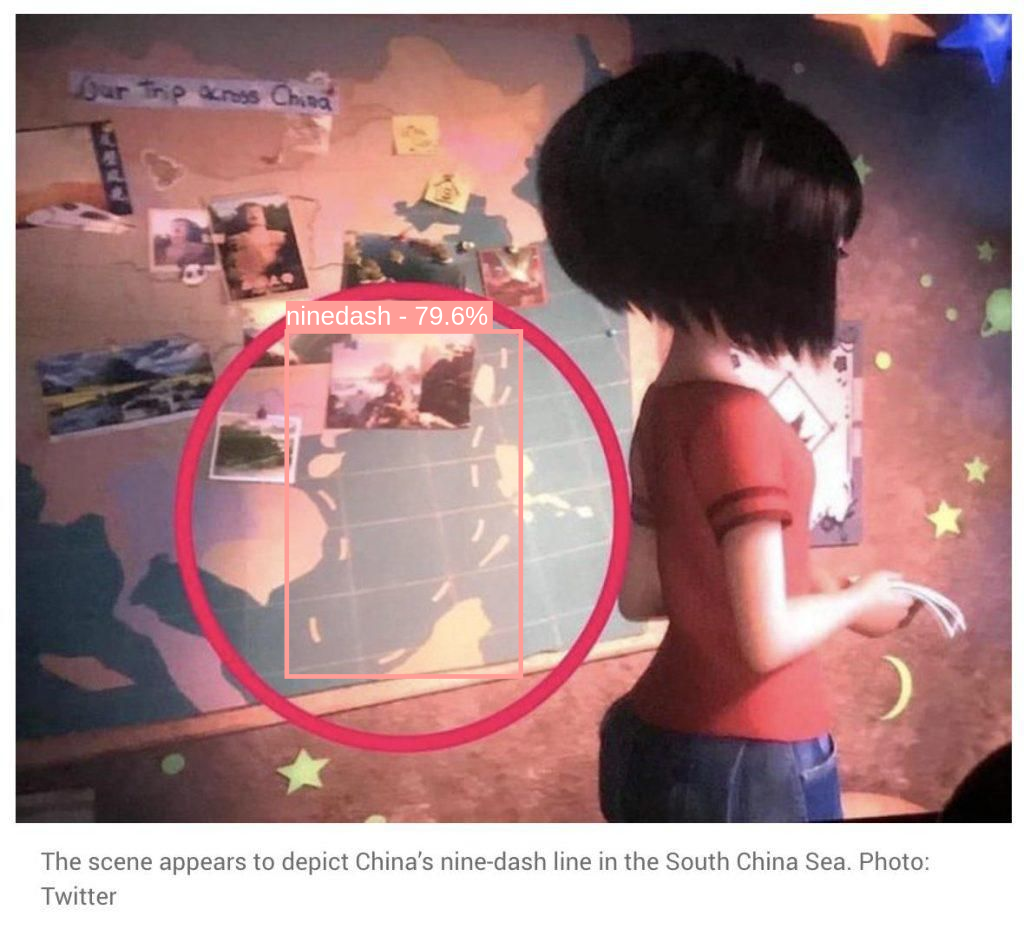 Our Trip across China
ninedash - 79.6%
The scene appears to depict China's nine-dash line in the South China Sea. Photo:
Twitter